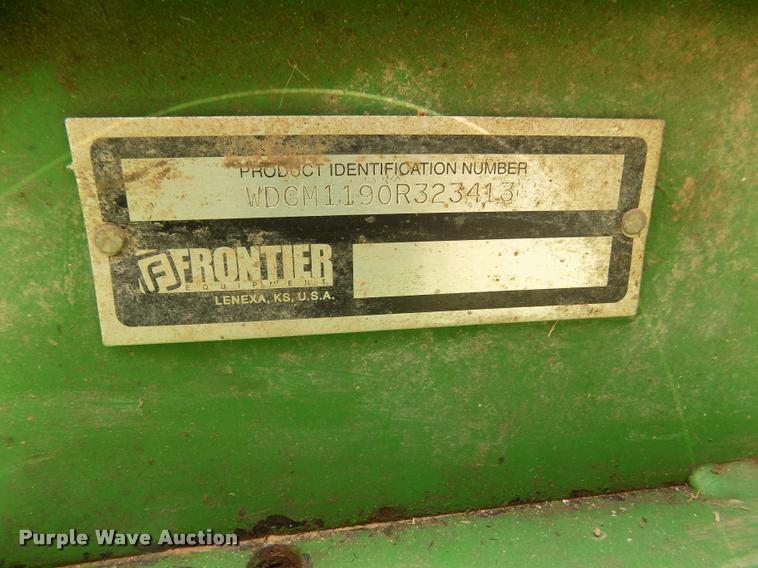 PRODUCT IDENTIFICATION NUMBER
WDGM1190R323413
FRONTIER
EQUIPMENT
LENEXA, KS, U.S.A.
Purple Wave Auction